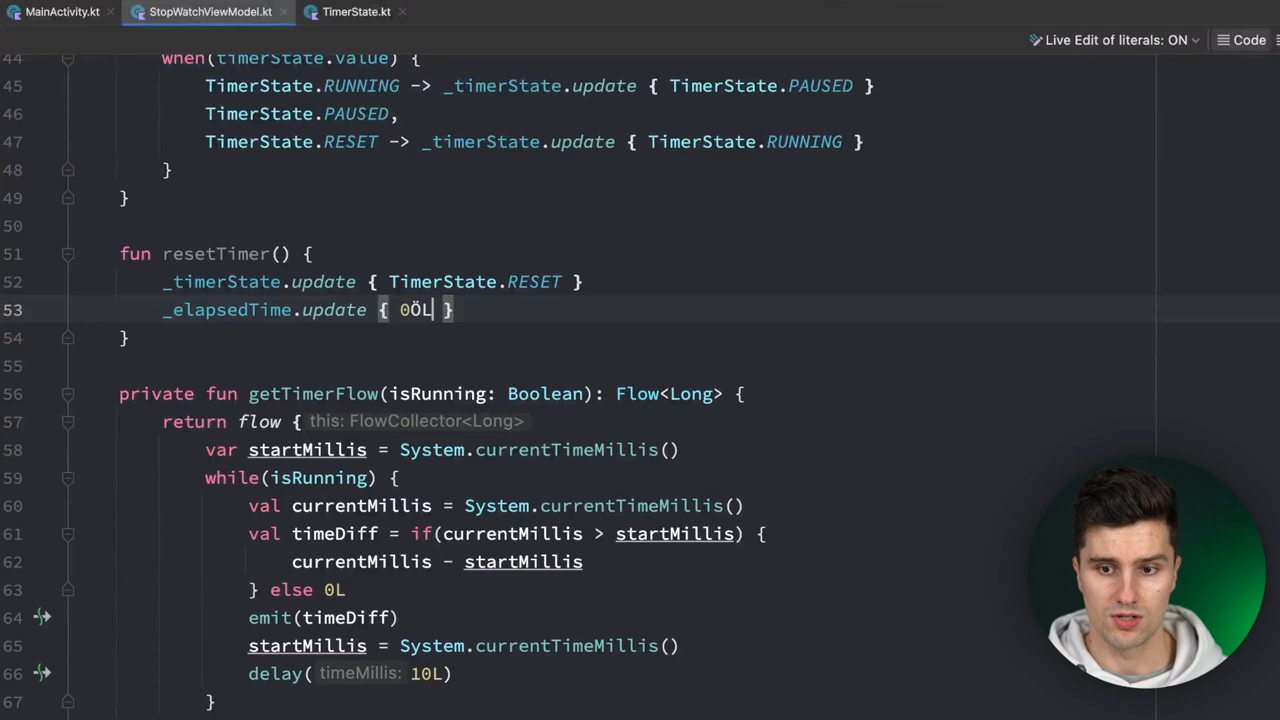 MainActivity.kt StopWatchViewModel.kt TimerState.kt
Live Edit of literals: ON Code
44 when(timerState.value) {
45 TimerState.RUNNING -> _timerState.update { TimerState.PAUSED }
46 TimerState.PAUSED,
47 TimerState.RESET -> _timerState.update { TimerState.RUNNING }
48 }
49 }
50
51 fun resetTimer() {
52 _timerState.update { TimerState.RESET }
53 _elapsedTime.update { 0ÖL }
54 }
55
56 private fun getTimerFlow(isRunning: Boolean): Flow<Long> {
57 return flow { this: FlowCollector<Long>
58 var startMillis = System.currentTimeMillis()
59 while(isRunning) {
60 val currentMillis = System.currentTimeMillis()
61 val timeDiff = if(currentMillis > startMillis) {
62 currentMillis - startMillis
63 } else 0L
64 emit(timeDiff)
65 startMillis = System.currentTimeMillis()
66 delay( timeMillis: 10L)
67 }